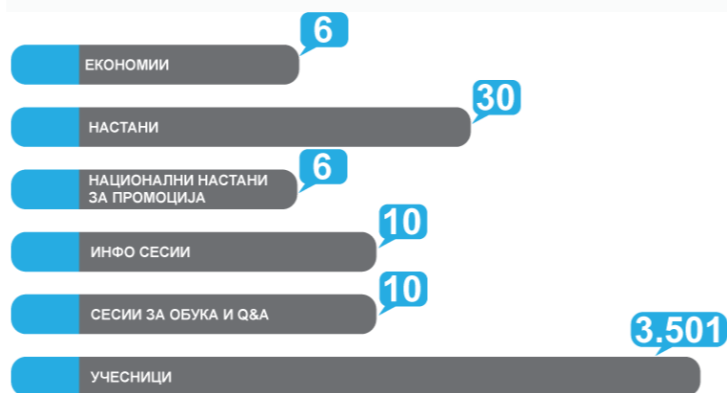 6
ЕКОНОМИИ
30
НАСТАНИ
6
НАЦИОНАЛНИ НАСТАНИ
ЗА ПРОМОЦИЈА
10
ИНФО СЕСИИ
10
СЕСИИ ЗА ОБУКА И Q&A
3.501
УЧЕСНИЦИ